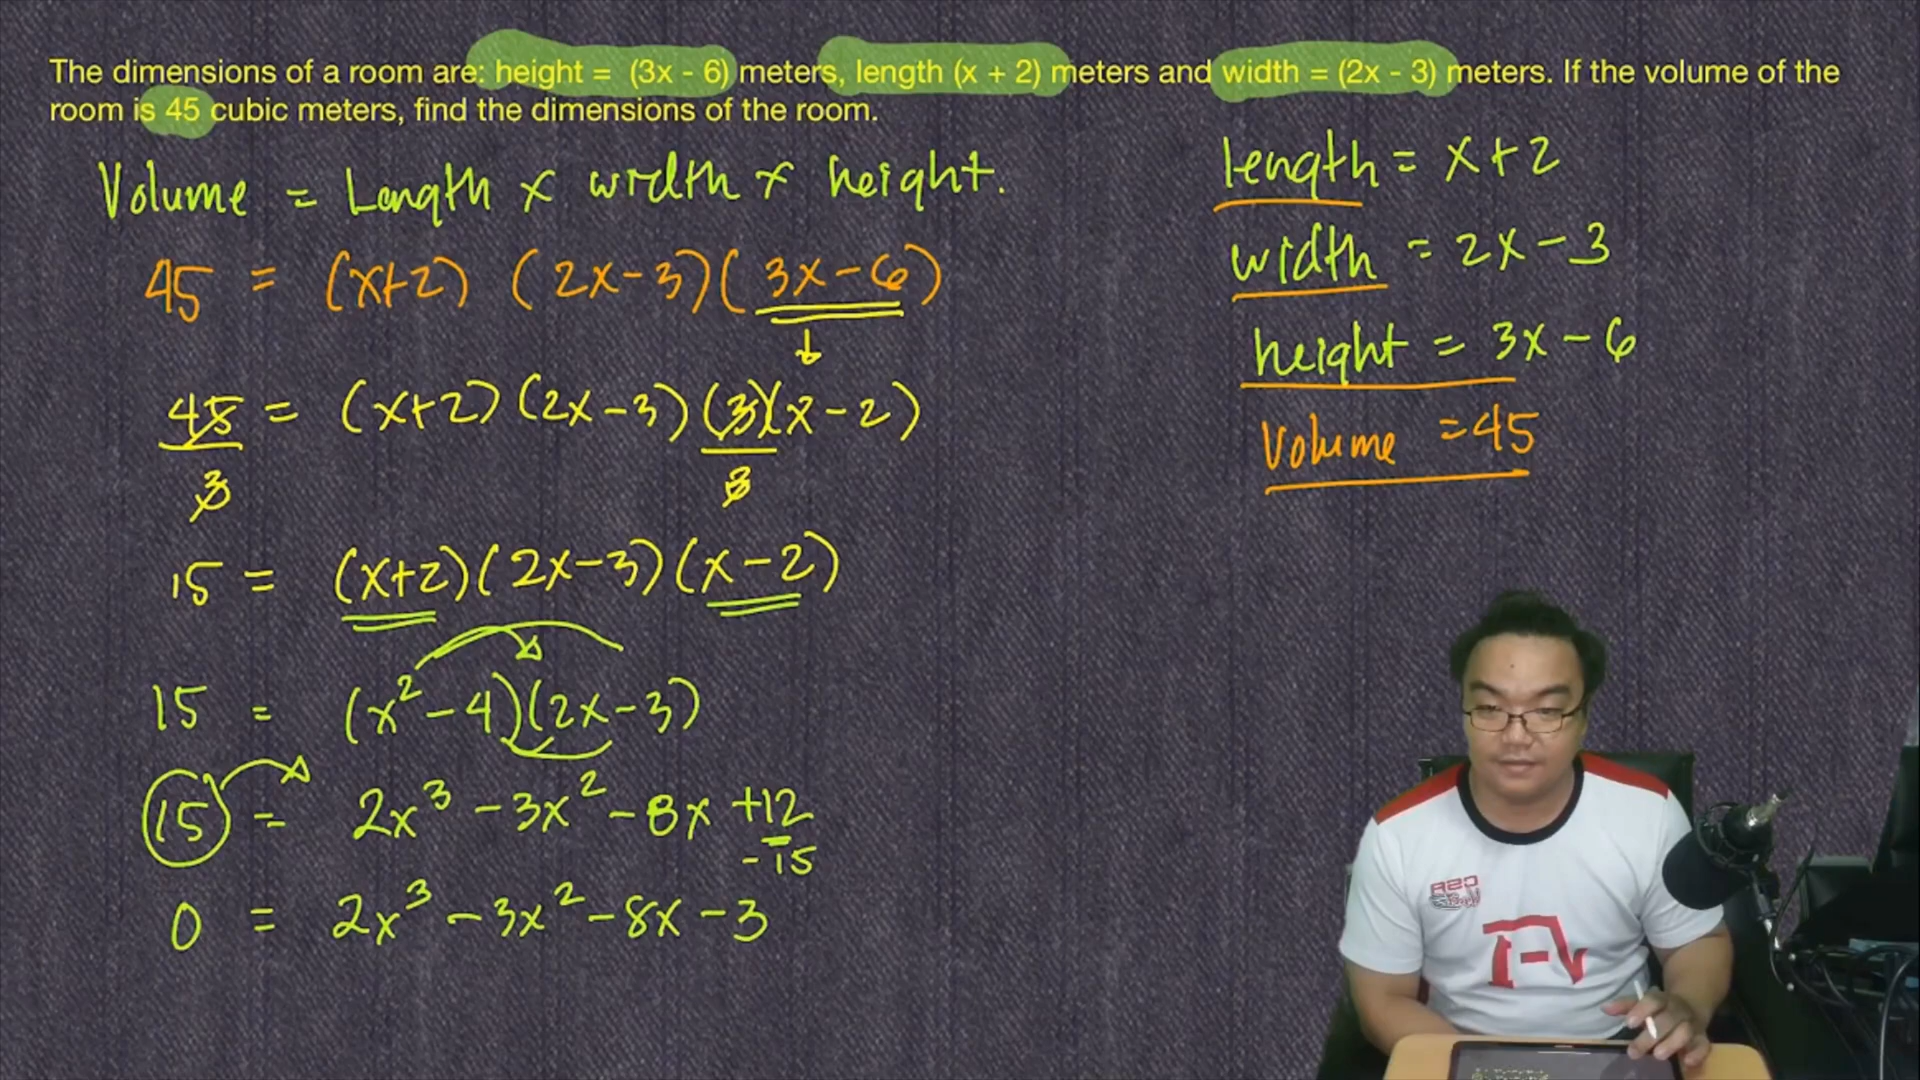 The dimensions of a room are: height = (3x - 6) meters, length (x + 2) meters and width = (2x - 3) meters. If the volume of the
room is 45 cubic meters, find the dimensions of the room.
Volume = Length x width x height.
45 = (x+2) (2x-3)(3x-6)
45 = (x+2)(2x-3)(3)(x-2)
3 3
15 = (x+2)(2x-3)(x-2)
15 = (x²-4)(2x-3)
15 = 2x³ -3x² -8x +12
-15
0 = 2x³ -3x² -8x -3
length = x+2
width = 2x-3
height = 3x-6
Volume =45